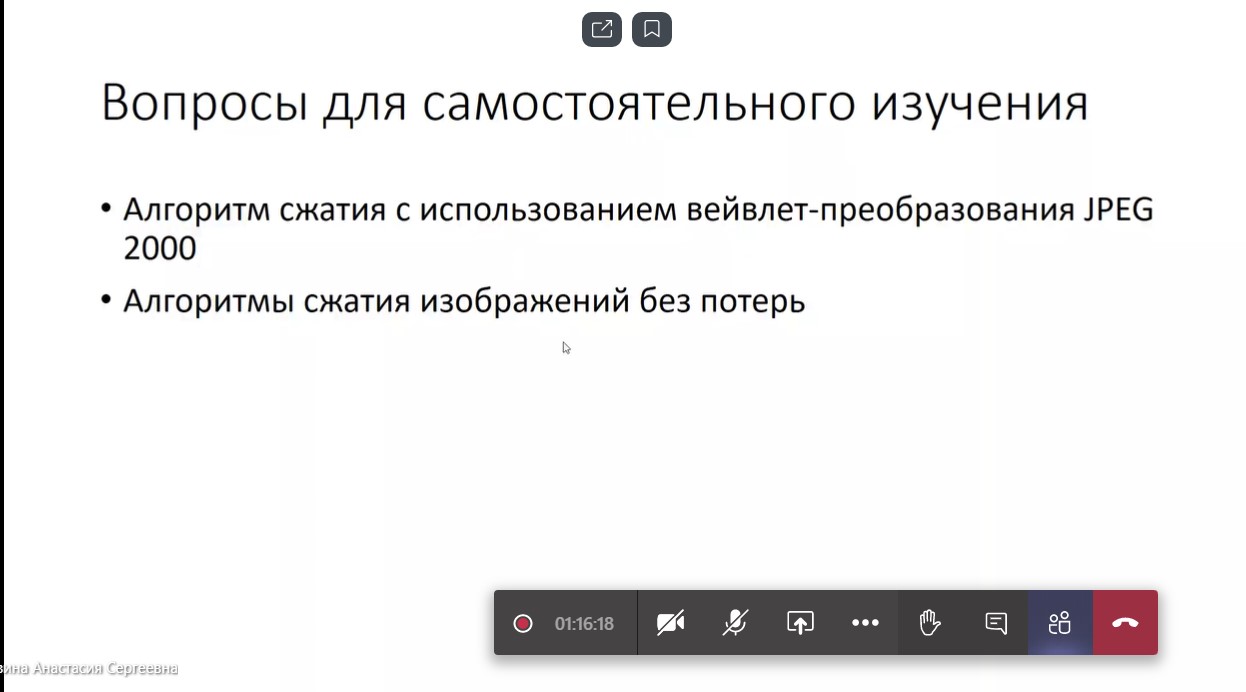 Вопросы для самостоятельного изучения
• Алгоритм сжатия с использованием вейвлет-преобразования JPEG
2000
• Алгоритмы сжатия изображений без потерь
01:16:18
Анастасия Сергеевна